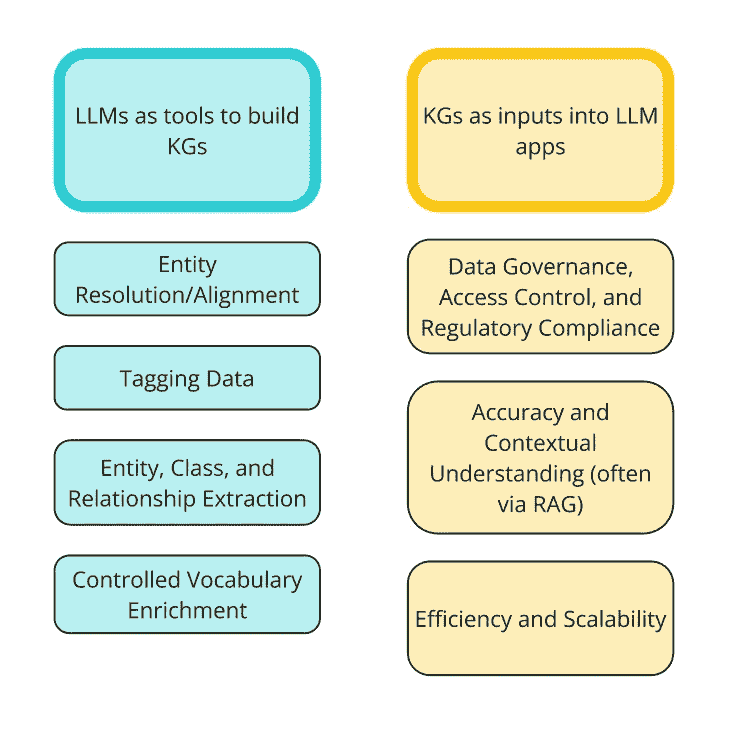 LLMs as tools to build
KGs
Entity
Resolution/Alignment
Tagging Data
Entity, Class, and
Relationship Extraction
Controlled Vocabulary
Enrichment
KGs as inputs into LLM
apps
Data Governance,
Access Control, and
Regulatory Compliance
Accuracy and
Contextual
Understanding (often
via RAG)
Efficiency and Scalability